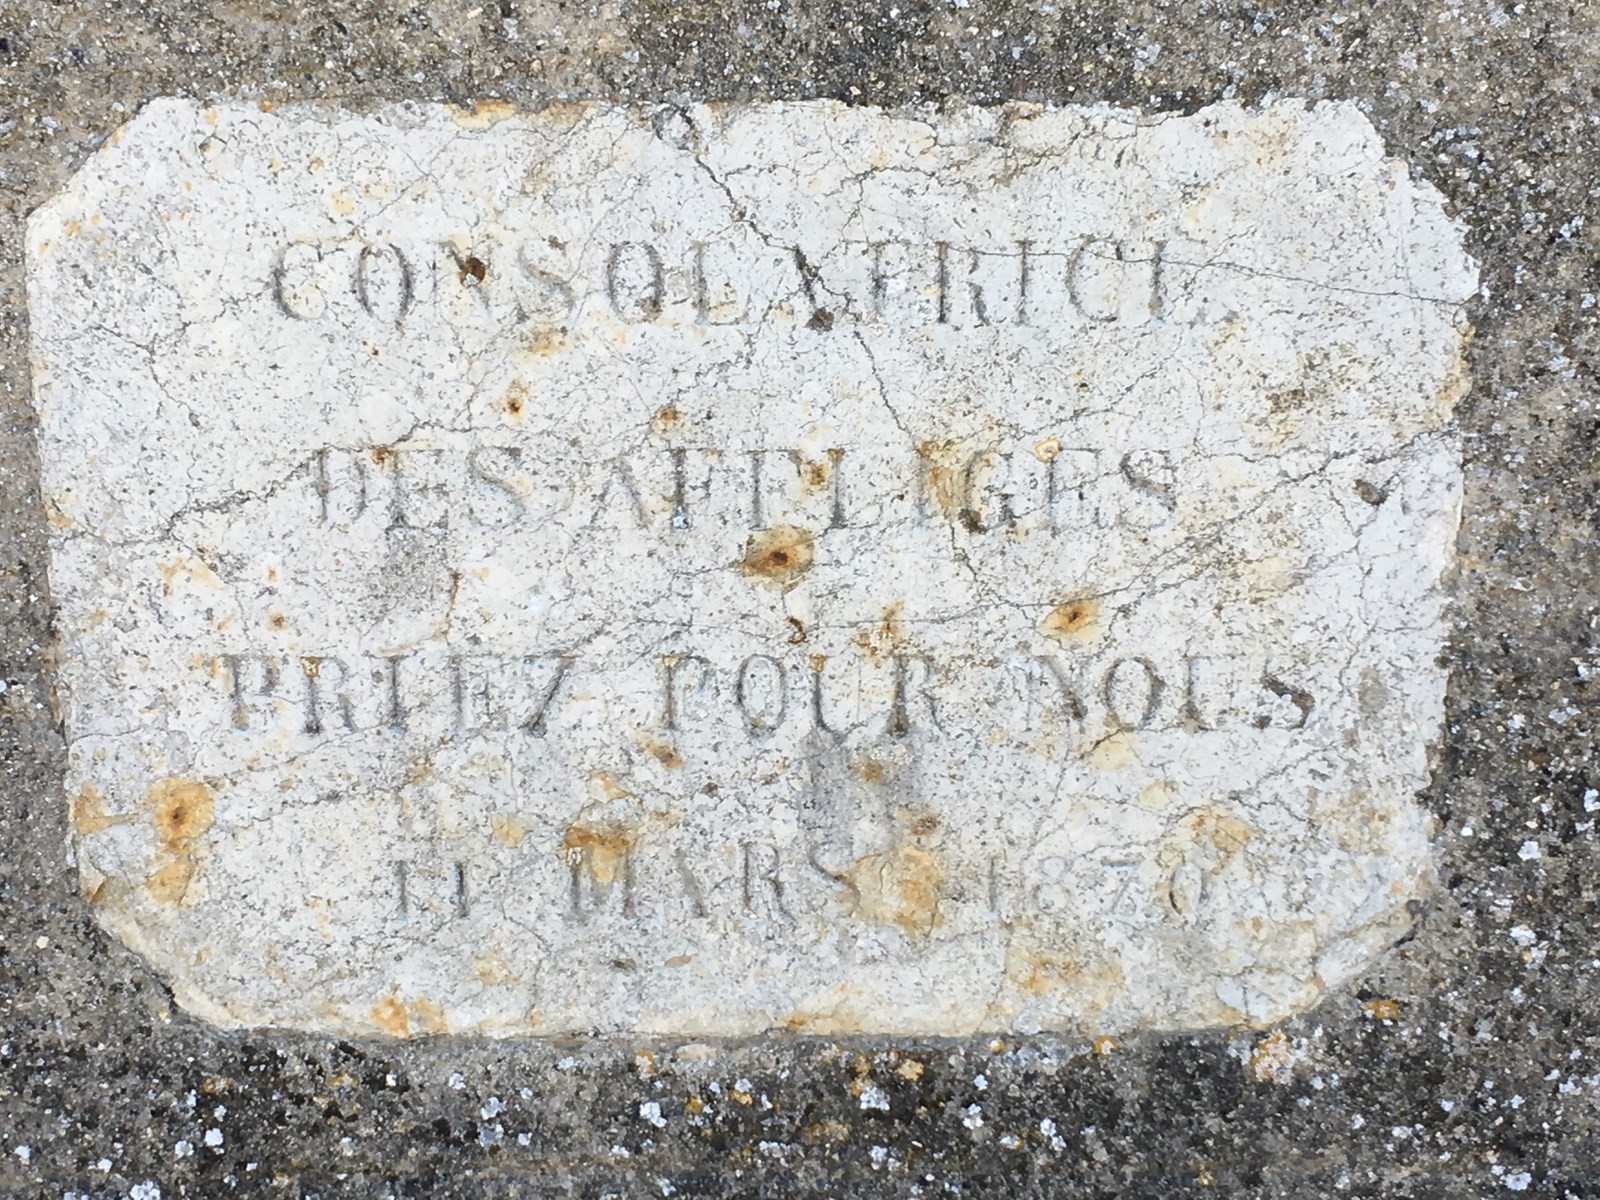 CONSOLATRICE
DES AFFLIGES
PRIEZ POUR NOUS
11 MARS 1870